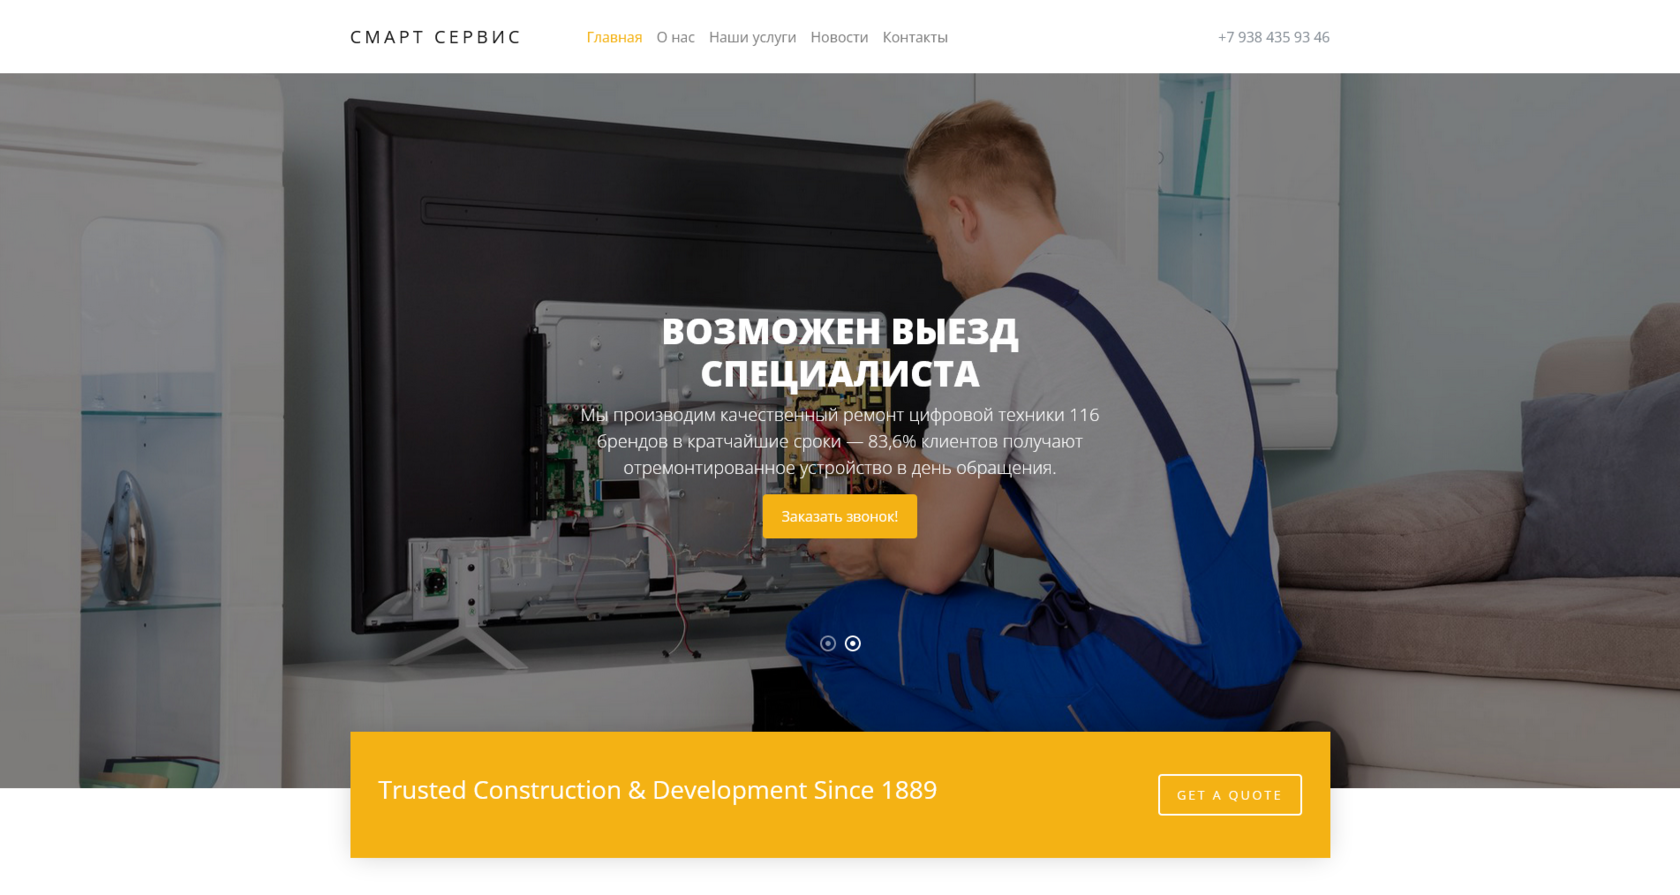 СМАРТ СЕРВИС
Главная О нас Наши услуги Новости Контакты
+7 938 435 93 46
ВОЗМОЖЕН ВЫЕЗД
СПЕЦИАЛИСТА
Мы производим качественный ремонт цифровой техники 116
брендов в кратчайшие сроки — 83,6% клиентов получают
отремонтированное устройство в день обращения.
Заказать звонок!
Trusted Construction & Development Since 1889
GET A QUOTE